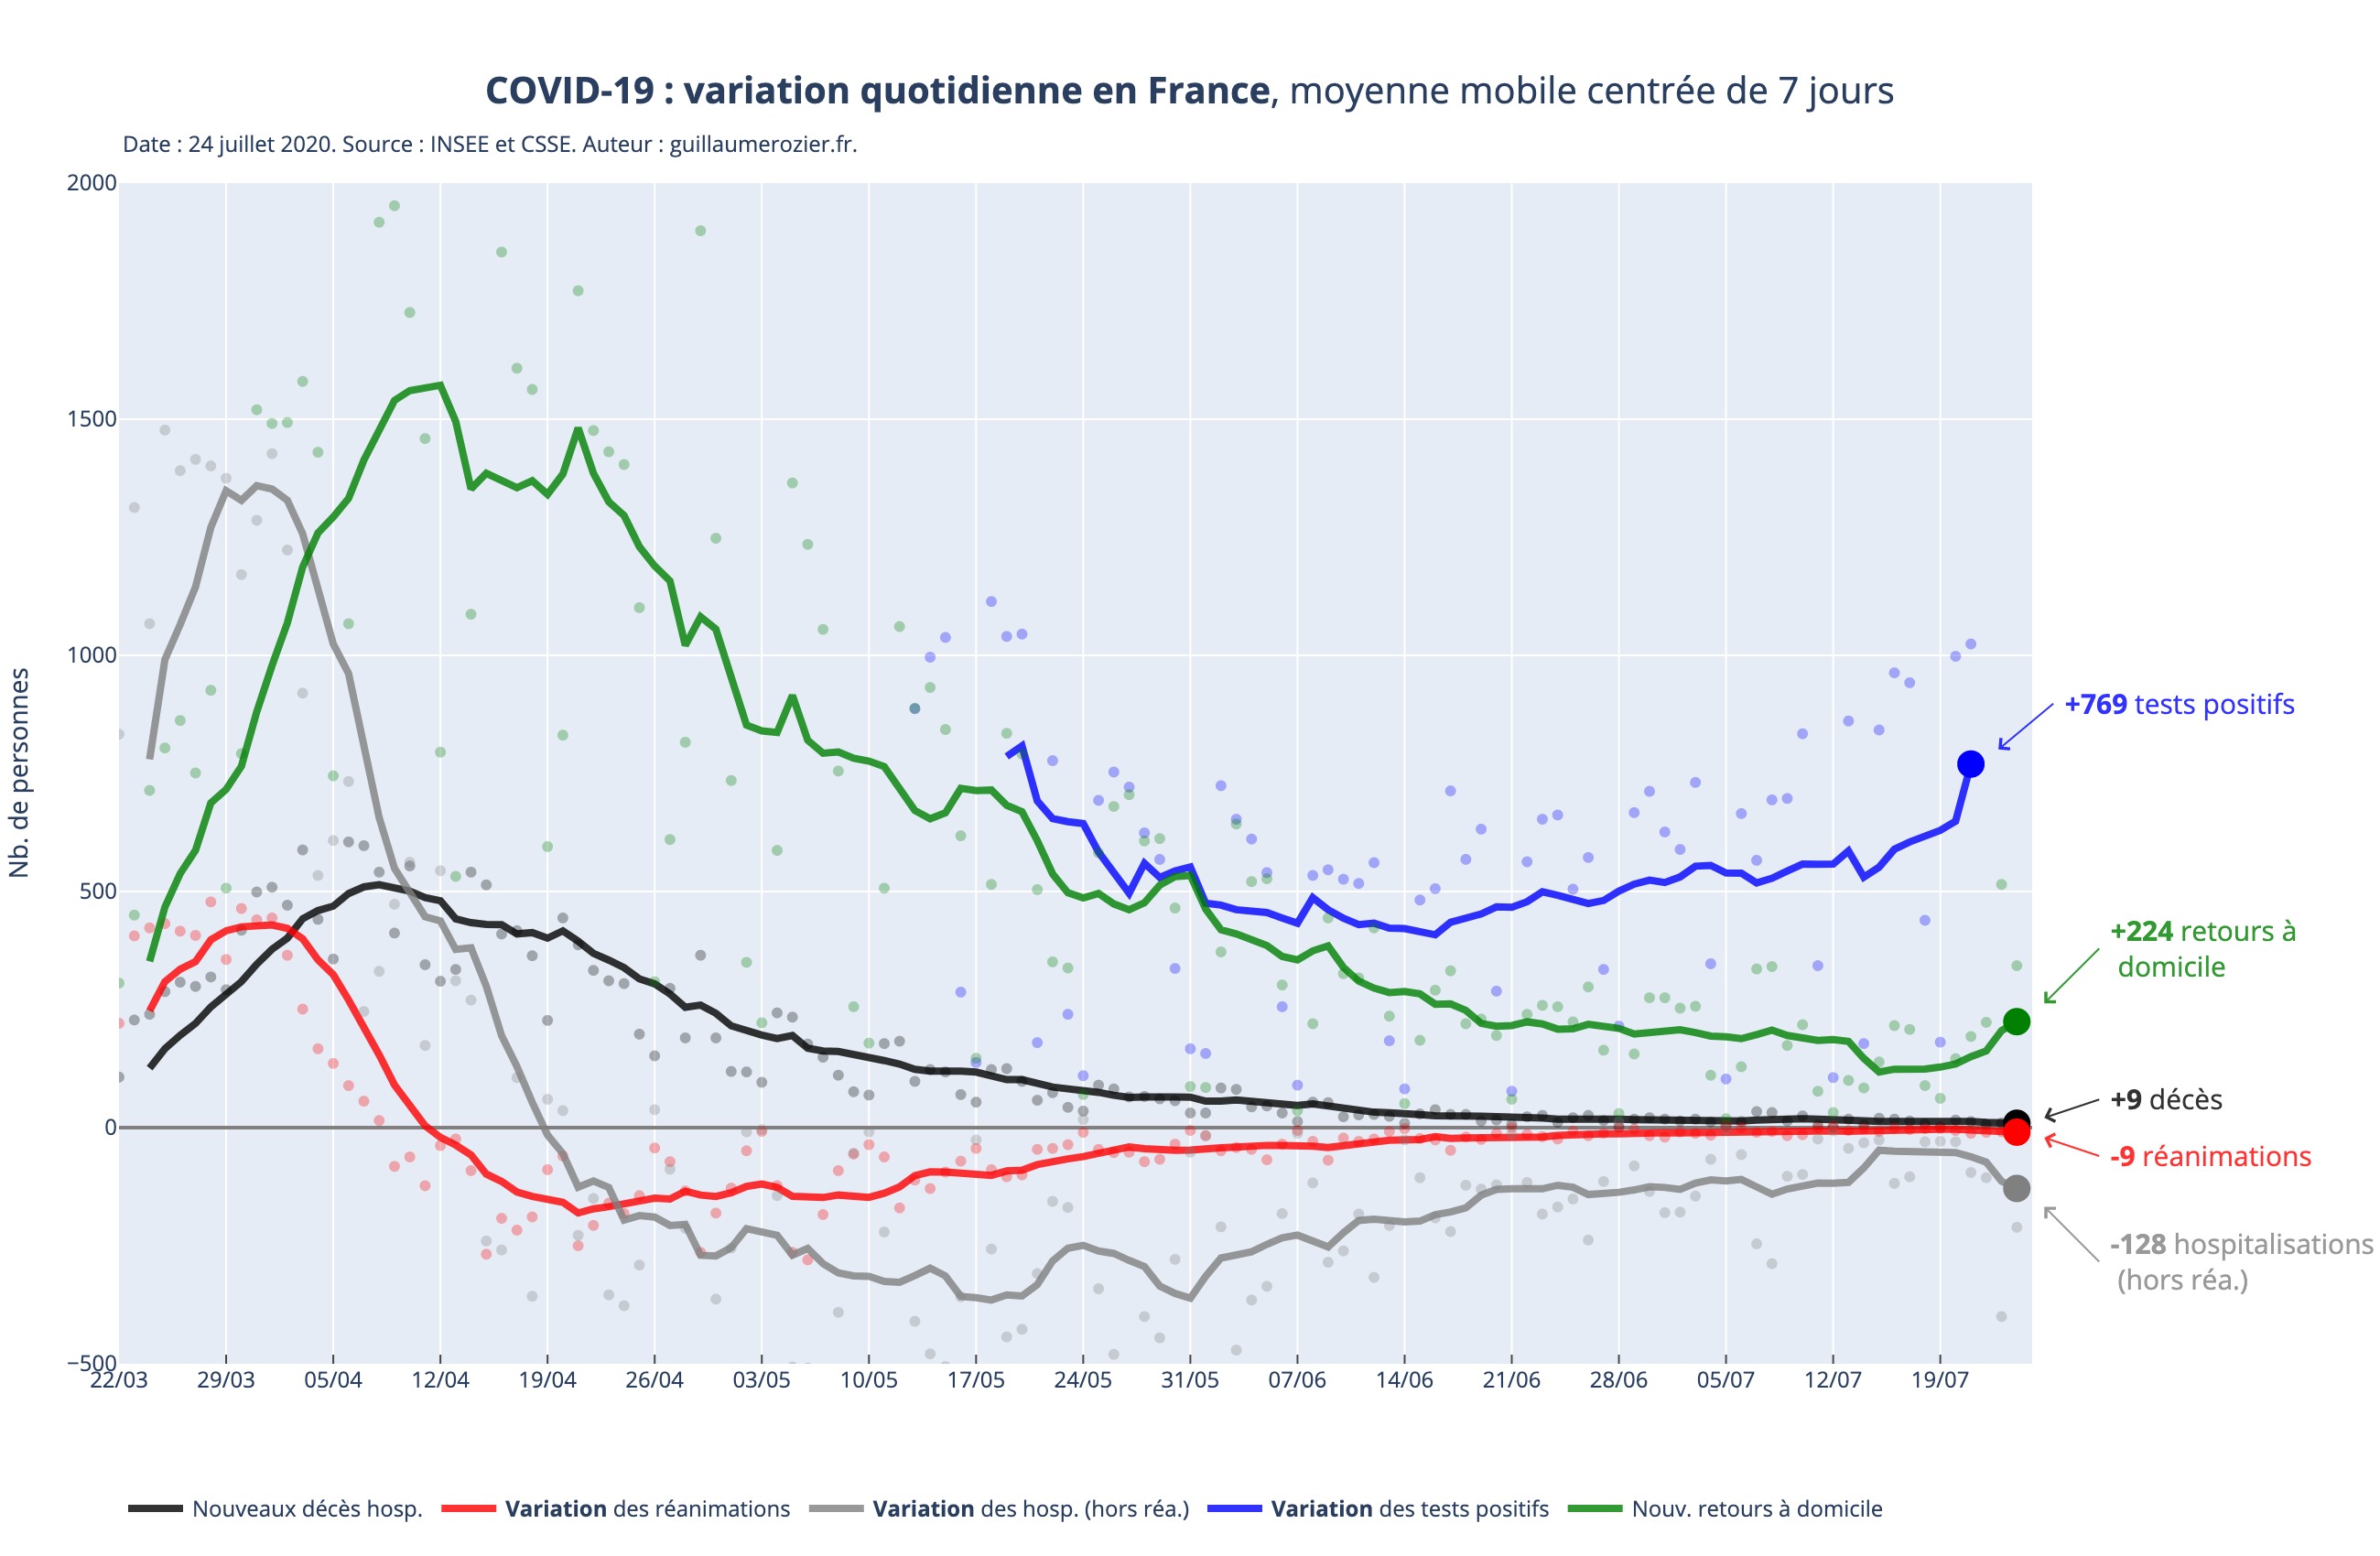 COVID-19 : variation quotidienne en France, moyenne mobile centrée de 7 jours
Date : 24 juillet 2020. Source : INSEE et CSSE. Auteur : guillaumerozier.fr.
Nb. de personnes
2000
1500
1000
500
0
−500
22/03 29/03 05/04 12/04 19/04 26/04 03/05 10/05 17/05 24/05 31/05 07/06 14/06 21/06 28/06 05/07 12/07 19/07
+769 tests positifs
+224 retours à
domicile
+9 décès
-9 réanimations
-128 hospitalisations
(hors réa.)
Nouveaux décès hosp. Variation des réanimations Variation des hosp. (hors réa.) Variation des tests positifs Nouv. retours à domicile